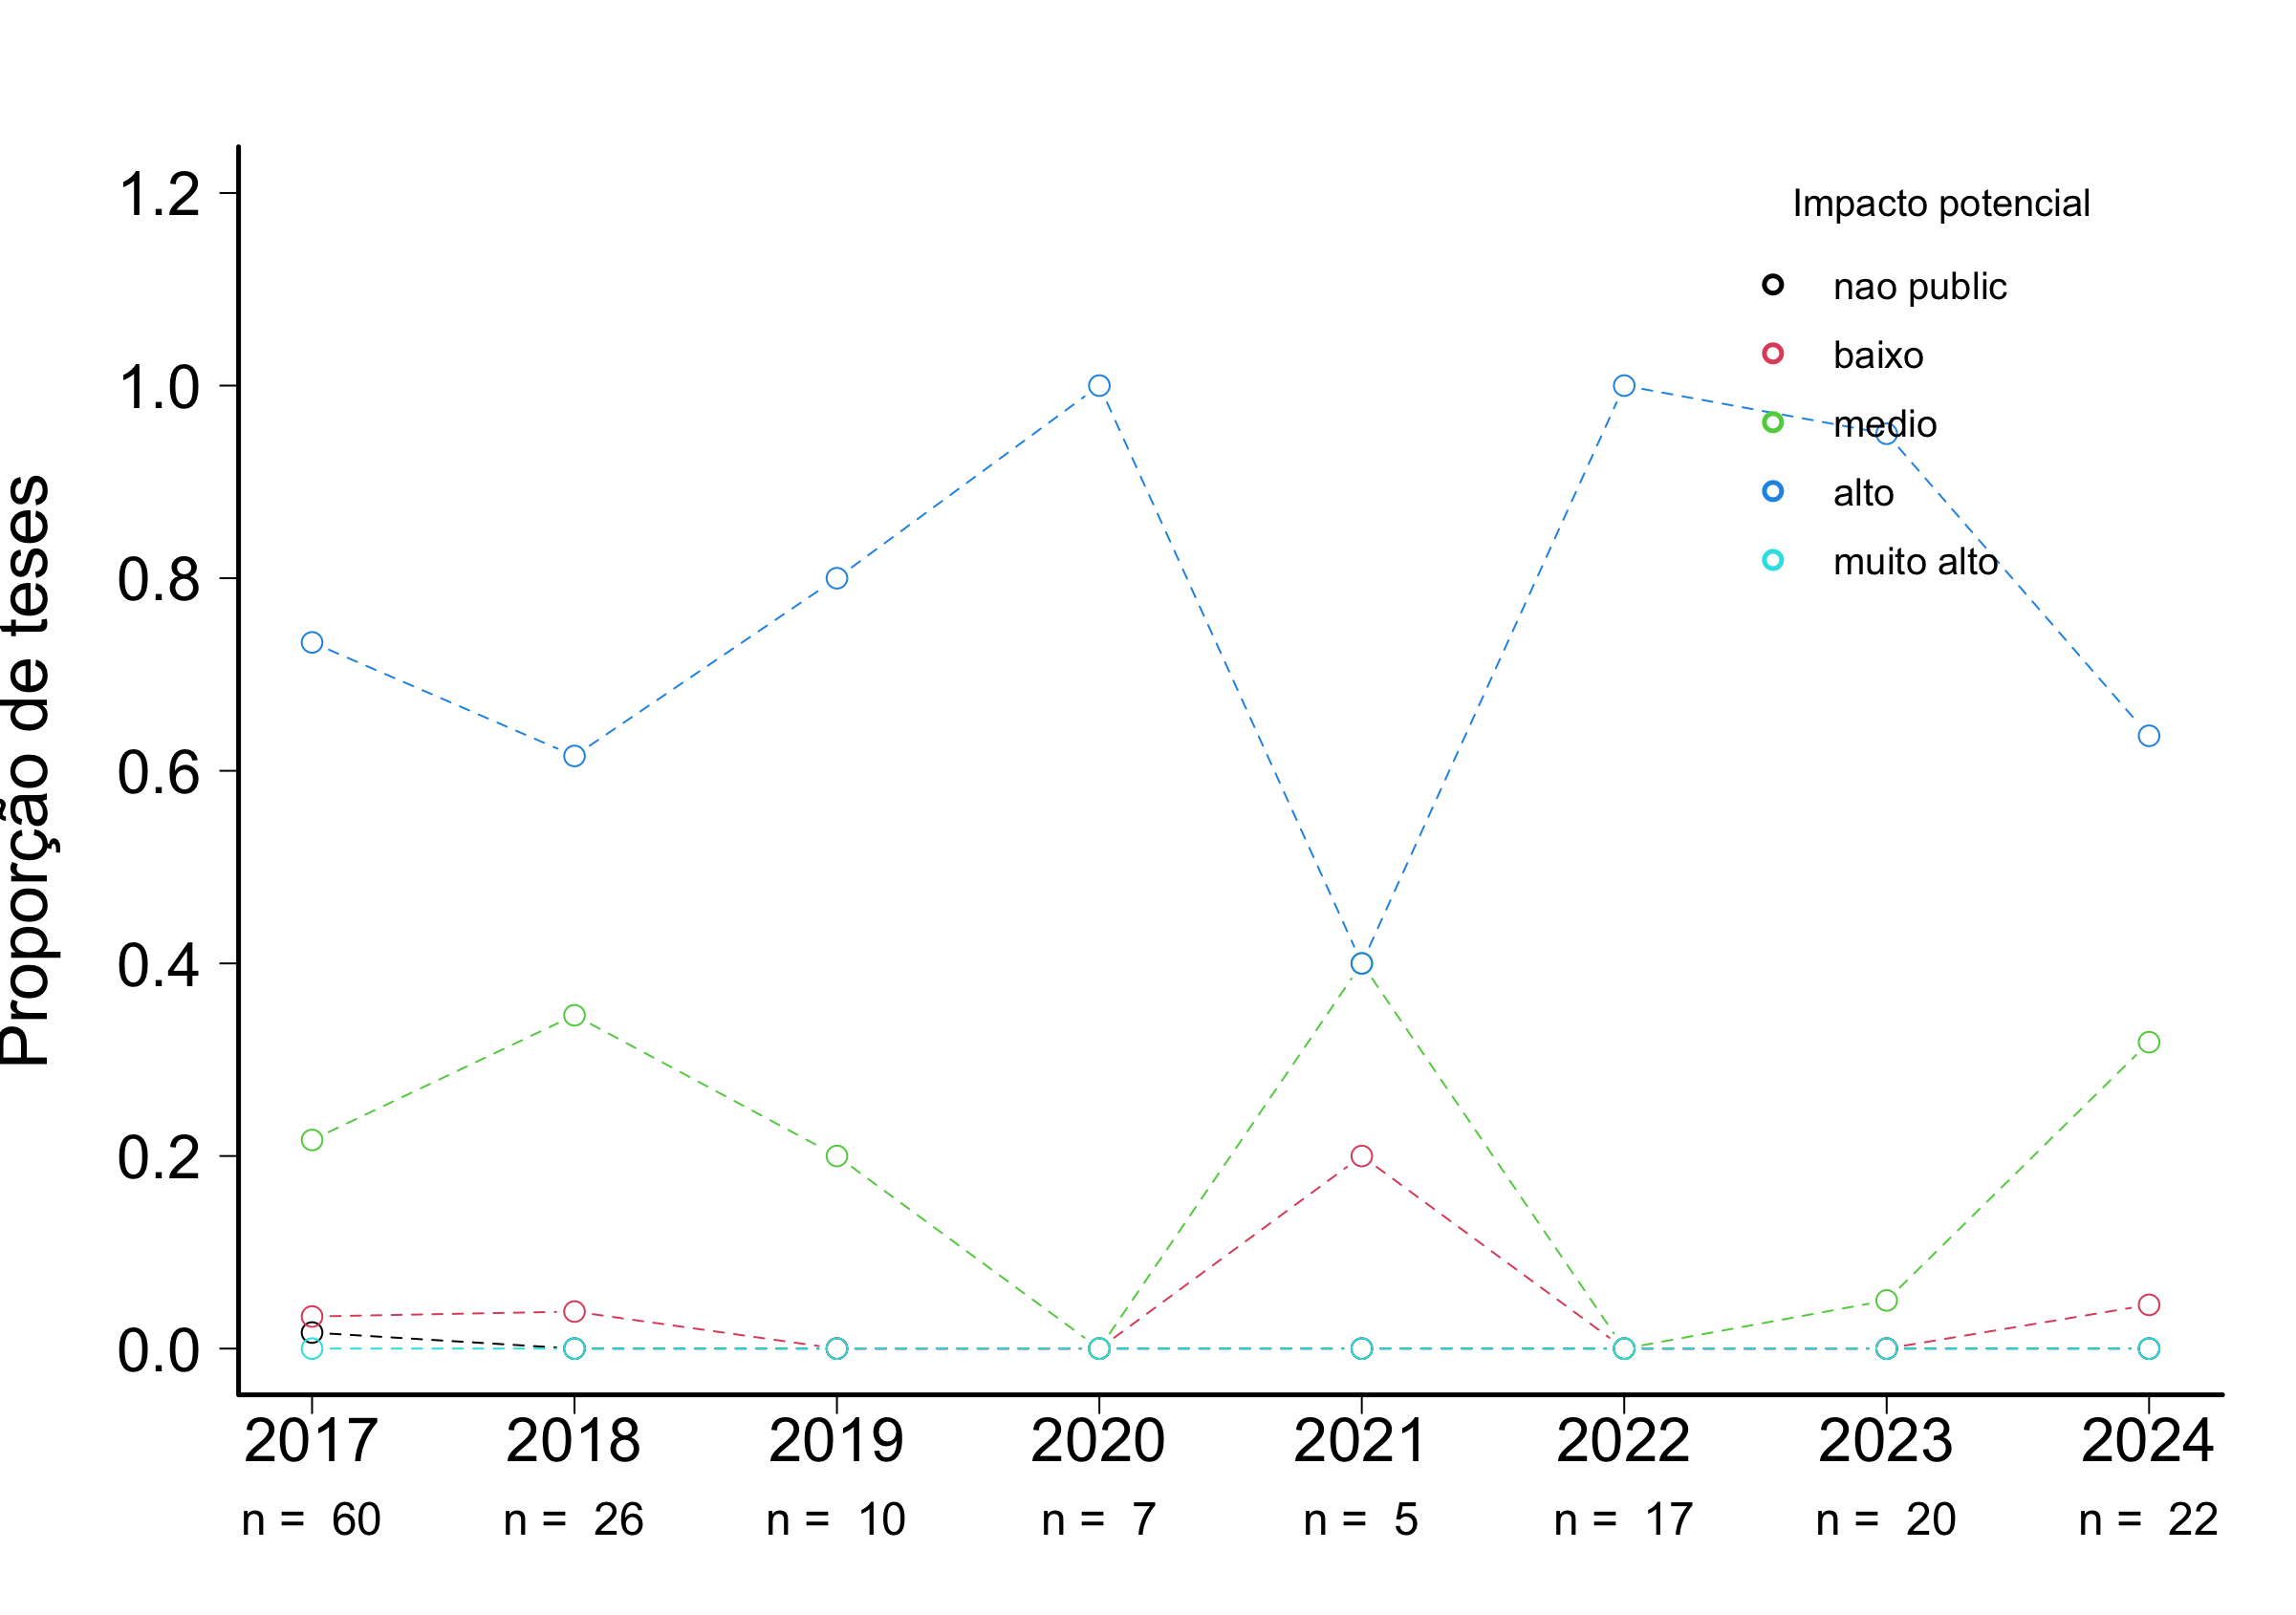 Proporção de teses
1.2
1.0
0.8
0.6
0.4
0.2
0.0
Impacto potencial
nao public
baixo
medio
alto
muito alto
2017 2018 2019 2020 2021 2022 2023 2024
n = 60 n = 26 n = 10 n = 7 n = 5 n = 17 n = 20 n = 22